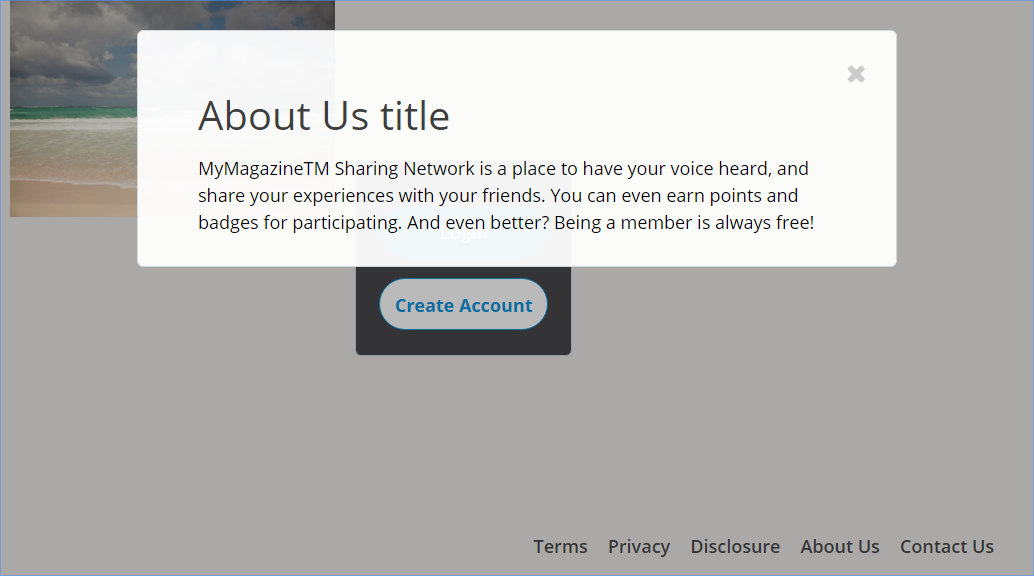 About Us title
MyMagazineTM Sharing Network is a place to have your voice heard, and
share your experiences with your friends. You can even earn points and
badges for participating. And even better? Being a member is always free!
Create Account
Terms Privacy Disclosure About Us Contact Us